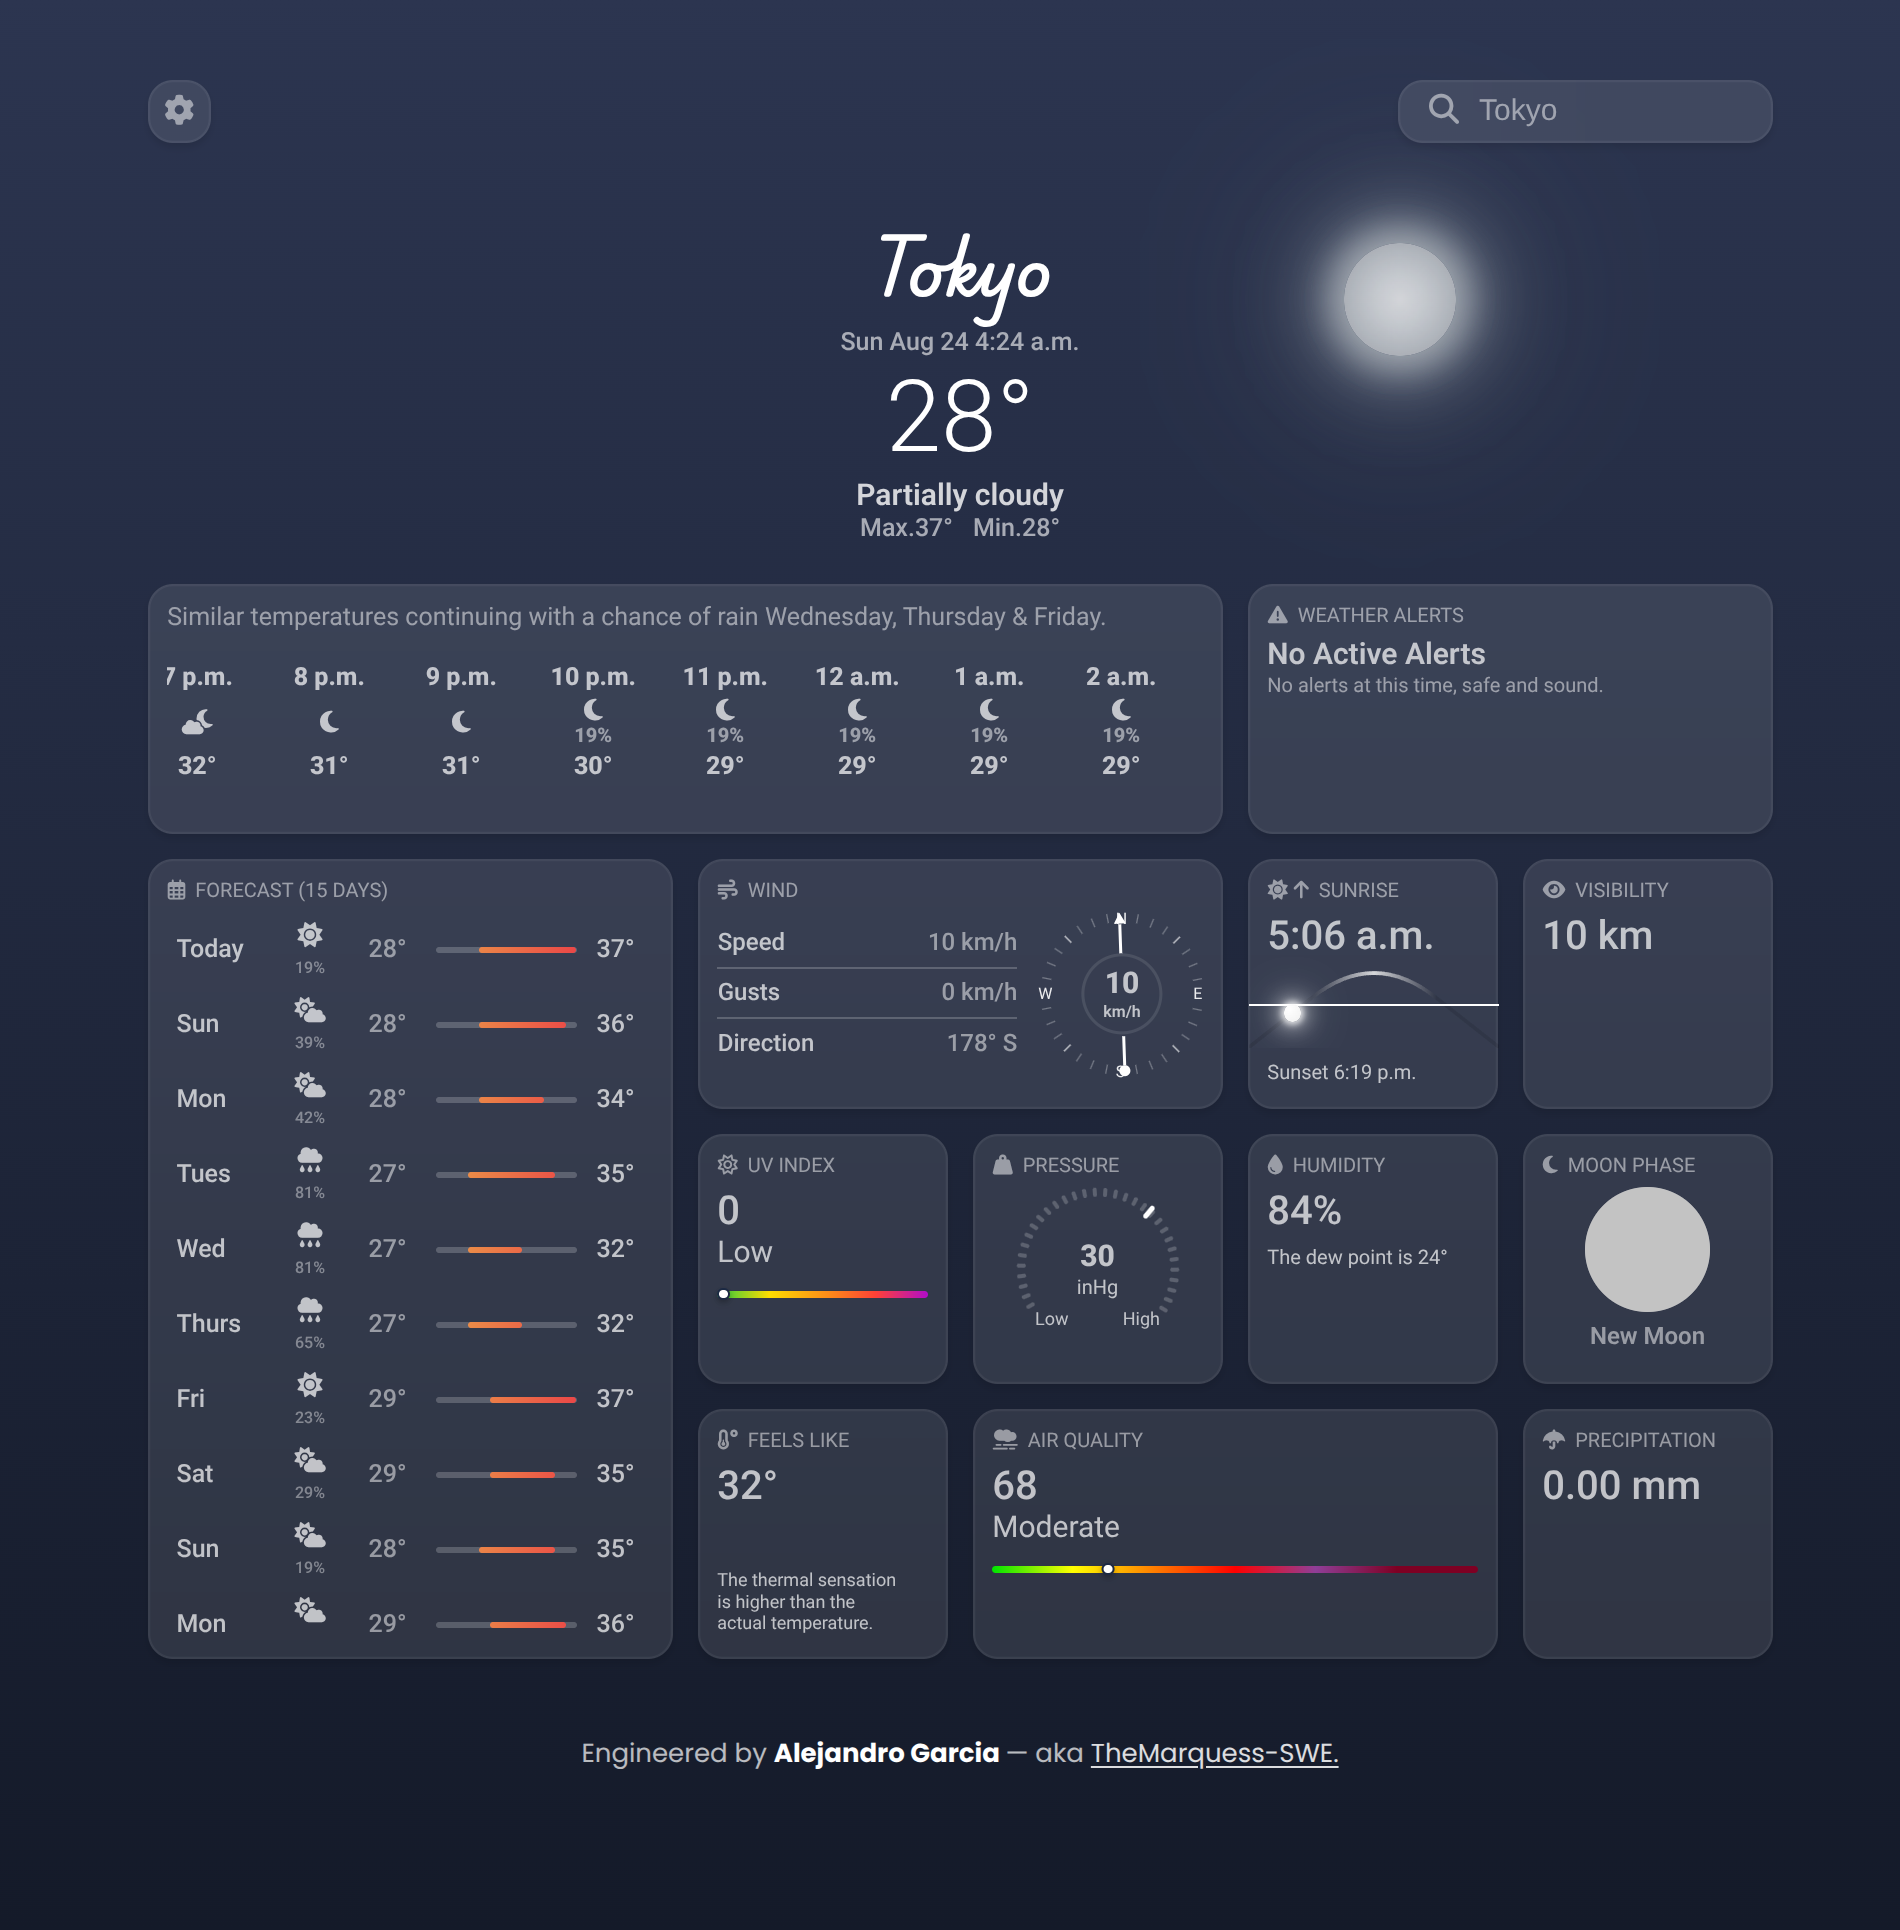 Tokyo
Tokyo
Sun Aug 24 4:24 a.m.
28°
Partially cloudy
Max.37° Min.28°
Similar temperatures continuing with a chance of rain Wednesday, Thursday & Friday.
7 p.m. 8 p.m. 9 p.m. 10 p.m. 11 p.m. 12 a.m. 1 a.m. 2 a.m.
19% 19% 19% 19% 19%
32° 31° 31° 30° 29° 29° 29° 29°
WEATHER ALERTS
No Active Alerts
No alerts at this time, safe and sound.
FORECAST (15 DAYS)
Today 19% 28° 37°
Sun 39% 28° 36°
Mon 42% 28° 34°
Tues 81% 27° 35°
Wed 81% 27° 32°
Thurs 65% 27° 32°
Fri 23% 29° 37°
Sat 29% 29° 35°
Sun 19% 28° 35°
Mon 29° 36°
WIND
Speed 10 km/h
Gusts 0 km/h
Direction 178° S
N
W 10 E
km/h
S
SUNRISE
5:06 a.m.
Sunset 6:19 p.m.
VISIBILITY
10 km
UV INDEX
0
Low
PRESSURE
30
inHg
Low High
HUMIDITY
84%
The dew point is 24°
MOON PHASE
New Moon
FEELS LIKE
32°
The thermal sensation
is higher than the
actual temperature.
AIR QUALITY
68
Moderate
PRECIPITATION
0.00 mm
Engineered by Alejandro Garcia — aka TheMarquess-SWE.